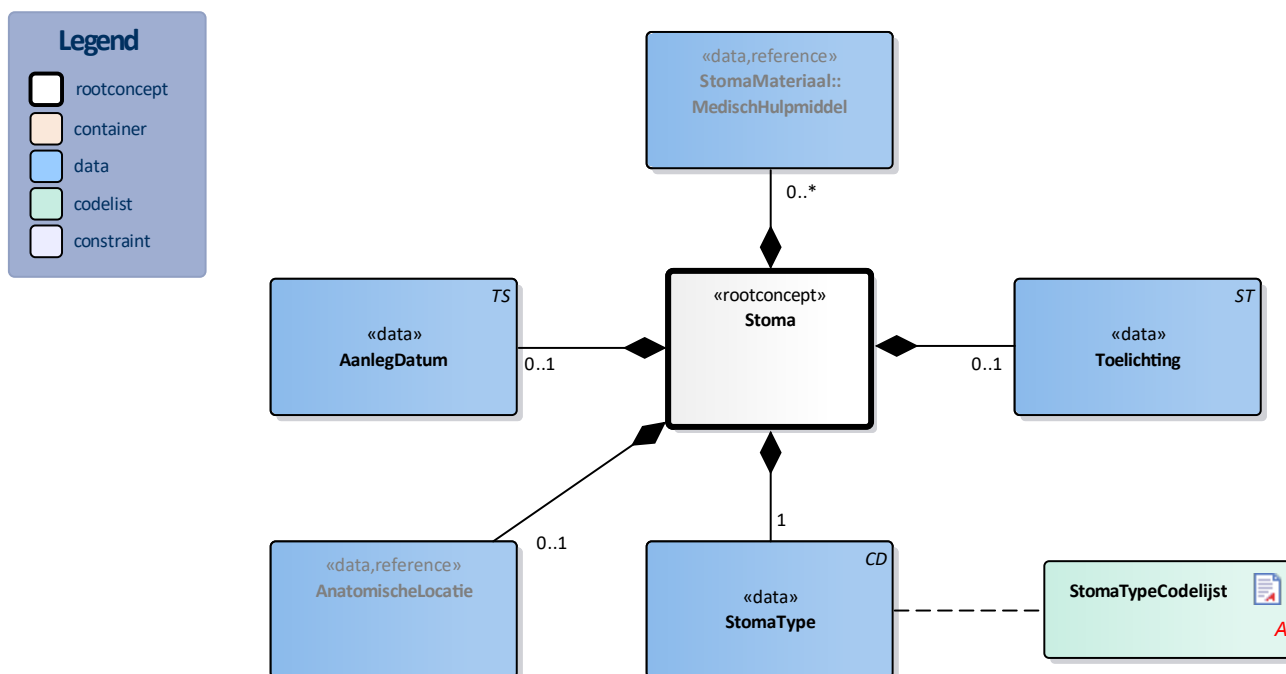 Legend
rootconcept
container
data
codelist
constraint
«data,reference»
StomaMateriaal::
MedischHulpmiddel
0..*
TS
«data»
AanlegDatum
0..1
«rootconcept»
Stoma
ST
«data»
Toelichting
0..1
0..1
«data,reference»
AnatomischeLocatie
1
CD
«data»
StomaType
StomaTypeCodelijst
A